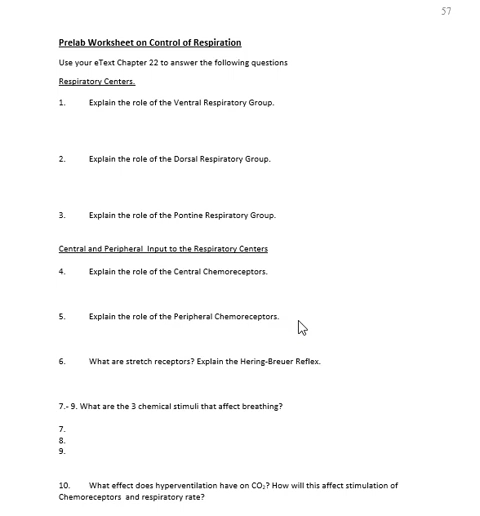 57
Prelab Worksheet on Control of Respiration
Use your eText Chapter 22 to answer the following questions
Respiratory Centers.
1. Explain the role of the Ventral Respiratory Group.
2. Explain the role of the Dorsal Respiratory Group.
3. Explain the role of the Pontine Respiratory Group.
Central and Peripheral Input to the Respiratory Centers
4. Explain the role of the Central Chemoreceptors.
5. Explain the role of the Peripheral Chemoreceptors.
6. What are stretch receptors? Explain the Hering-Breuer Reflex.
7.- 9. What are the 3 chemical stimuli that affect breathing?
7.
8.
9.
10. What effect does hyperventilation have on CO₂? How will this affect stimulation of
Chemoreceptors and respiratory rate?